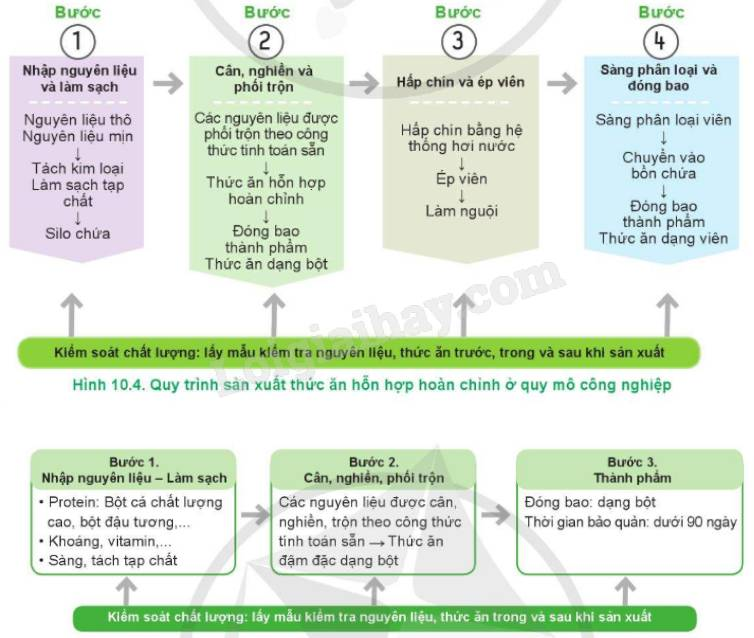 Bước
1
Nhập nguyên liệu
và làm sạch
Nguyên liệu thô
Nguyên liệu mịn
↓
Tách kim loại
Làm sạch tạp
chất
↓
Silo chứa
Bước
2
Cân, nghiền và
phối trộn
Các nguyên liệu được
phối trộn theo công
thức tính toán sẵn
↓
Thức ăn hỗn hợp
hoàn chỉnh
↓
Đóng bao
thành phẩm
Thức ăn dạng bột
Bước
3
Hấp chín và ép viên
Hấp chín bằng hệ
thống hơi nước
↓
Ép viên
↓
Làm nguội
Bước
4
Sàng phân loại và
đóng bao
Sàng phân loại viên
↓
Chuyển vào
bồn chứa
↓
Đóng bao
thành phẩm
Thức ăn dạng viên
Kiểm soát chất lượng: lấy mẫu kiểm tra nguyên liệu, thức ăn trước, trong và sau khi sản xuất
Hình 10.4. Quy trình sản xuất thức ăn hỗn hợp hoàn chỉnh ở quy mô công nghiệp
Loigiaihay.com
Bước 1.
Nhập nguyên liệu – Làm sạch
• Protein: Bột cá chất lượng
cao, bột đậu tương,...
• Khoáng, vitamin,...
• Sàng, tách tạp chất
Bước 2.
Cân, nghiền, phối trộn
Các nguyên liệu được cân,
nghiền, trộn theo công thức
tính toán sẵn → Thức ăn
đậm đặc dạng bột
Bước 3.
Thành phẩm
Đóng bao: dạng bột
Thời gian bảo quản: dưới 90 ngày
Kiểm soát chất lượng: lấy mẫu kiểm tra nguyên liệu, thức ăn trong và sau khi sản xuất